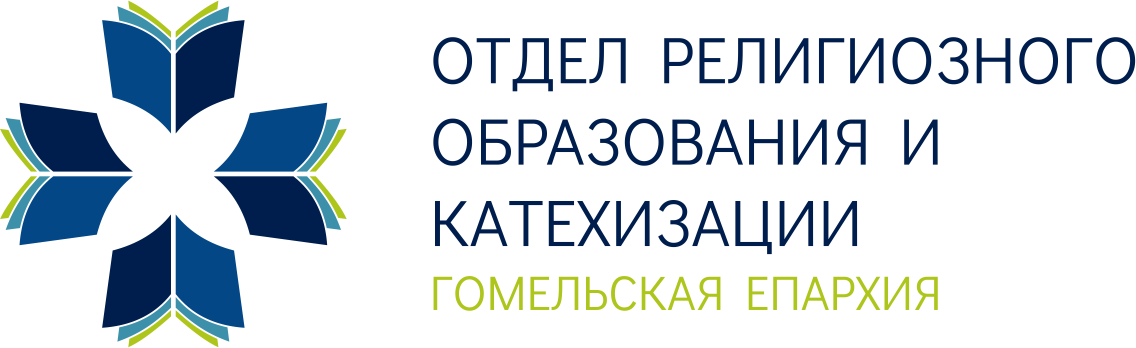 ОТДЕЛ РЕЛИГИОЗНОГО
ОБРАЗОВАНИЯ И
КАТЕХИЗАЦИИ
ГОМЕЛЬСКАЯ ЕПАРХИЯ